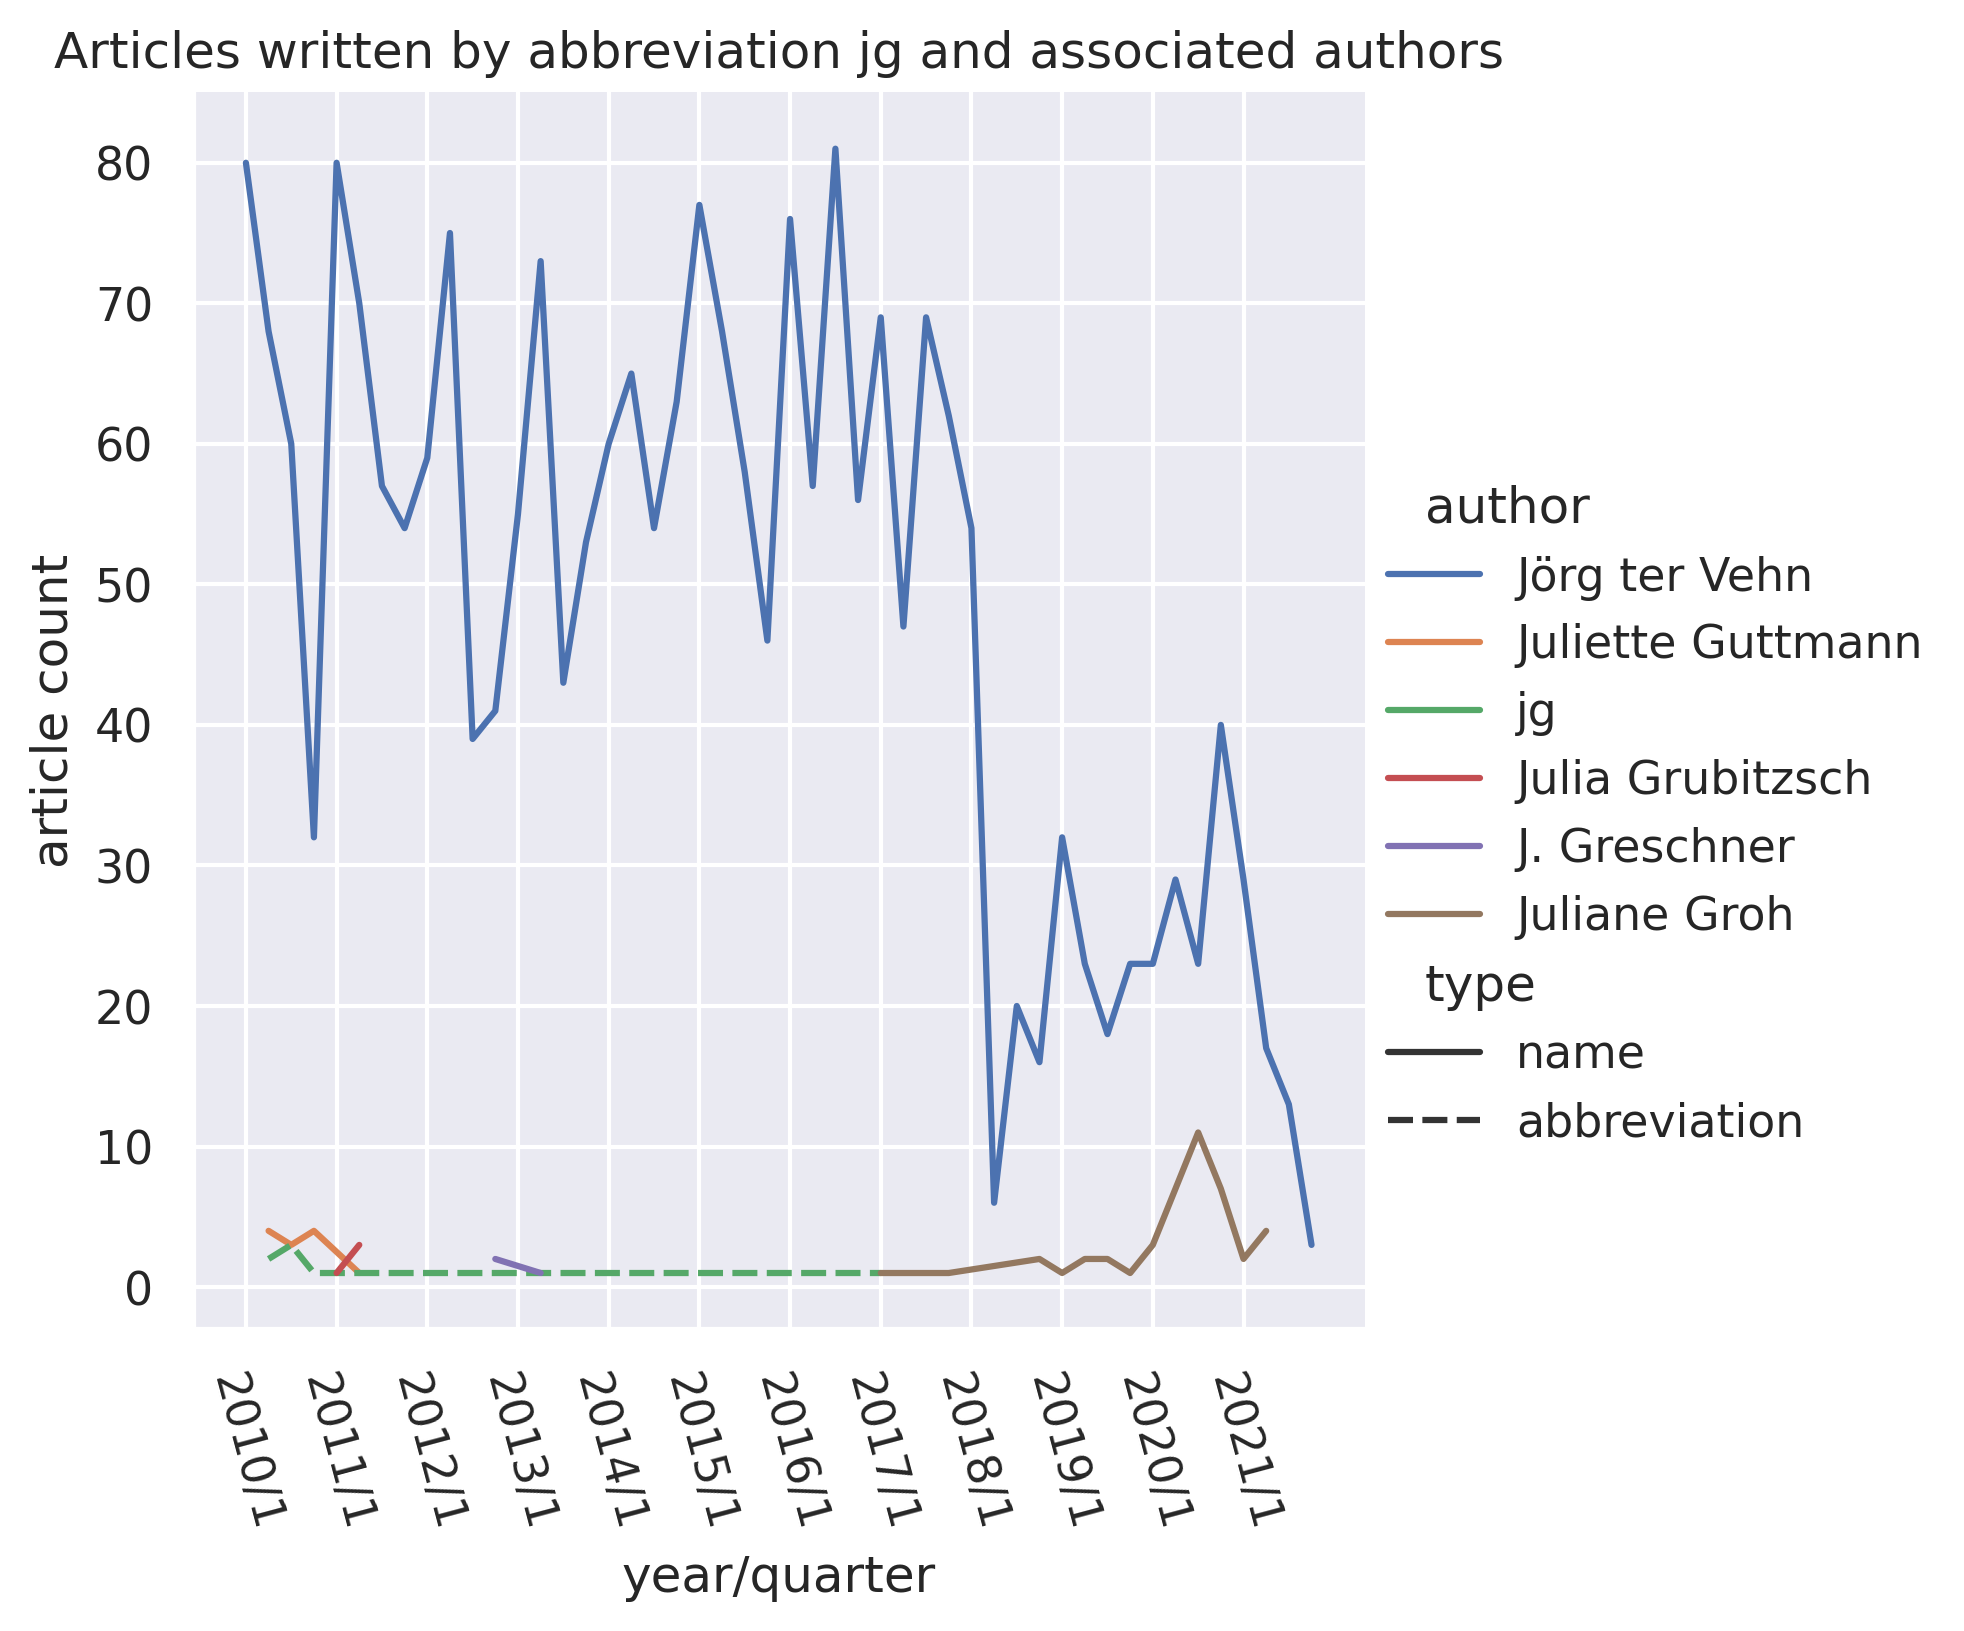 Articles written by abbreviation jg and associated authors
article count
80
70
60
50
40
30
20
10
0
2010/1
2011/1
2012/1
2013/1
2014/1
2015/1
2016/1
2017/1
2018/1
2019/1
2020/1
2021/1
year/quarter
author
Jörg ter Vehn
Juliette Guttmann
jg
Julia Grubitzsch
J. Greschner
Juliane Groh
type
name
abbreviation